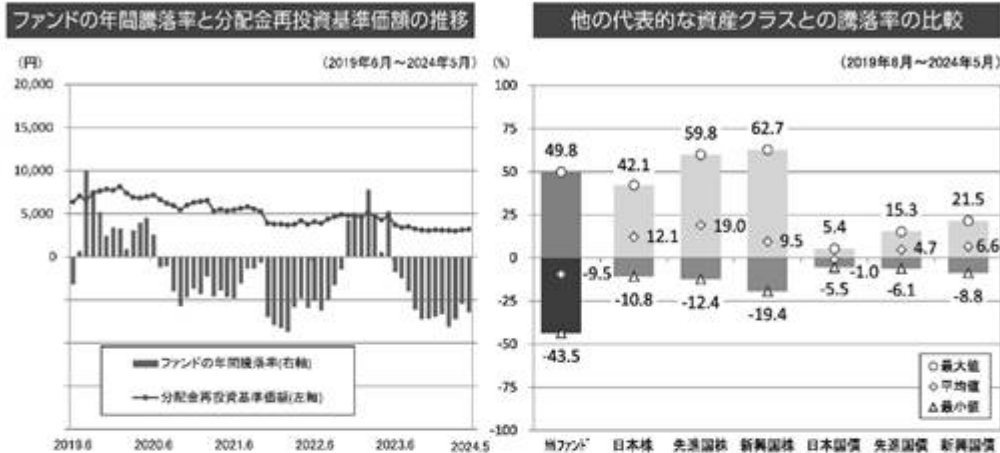 ファンドの年間騰落率と分配金再投資基準価額の推移
(円)
(2019年6月～2024年5月)
20,000
15,000
10,000
5,000
0
ファンドの年間騰落率(右軸)
分配金再投資基準価額(左軸)
2019.6 2020.6 2021.6 2022.6 2023.6 2024.5
他の代表的な資産クラスとの騰落率の比較
(%)
(2019年6月～2024年5月)
100
75
50
25
0
-25
-50
-75
-100
49.8 42.1 59.8 62.7 5.4 15.3 21.5
-9.5 12.1 19.0 9.5 -1.0 4.7 6.6
-43.5 -10.8 -12.4 -19.4 -5.5 -6.1 -8.8
最大値
平均値
最小値
当ファンド 日本株 先進国株 新興国株 日本国債 先進国債 新興国債